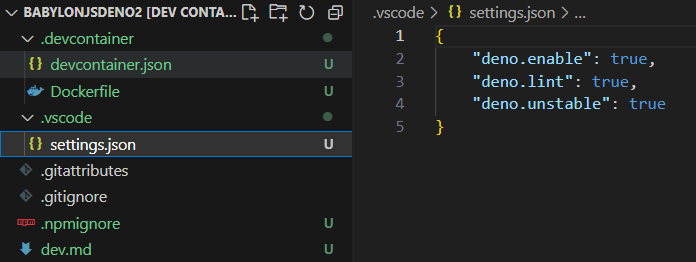 BABYLONJSDENO2 [DEV CONTA...
.devcontainer
{} devcontainer.json U
Dockerfile U
.vscode
{} settings.json U
.gitattributes
.gitignore
npm .npmignore U
dev.md U
.vscode > {} settings.json > ...
1 {
2 "deno.enable": true,
3 "deno.lint": true,
4 "deno.unstable": true
5 }